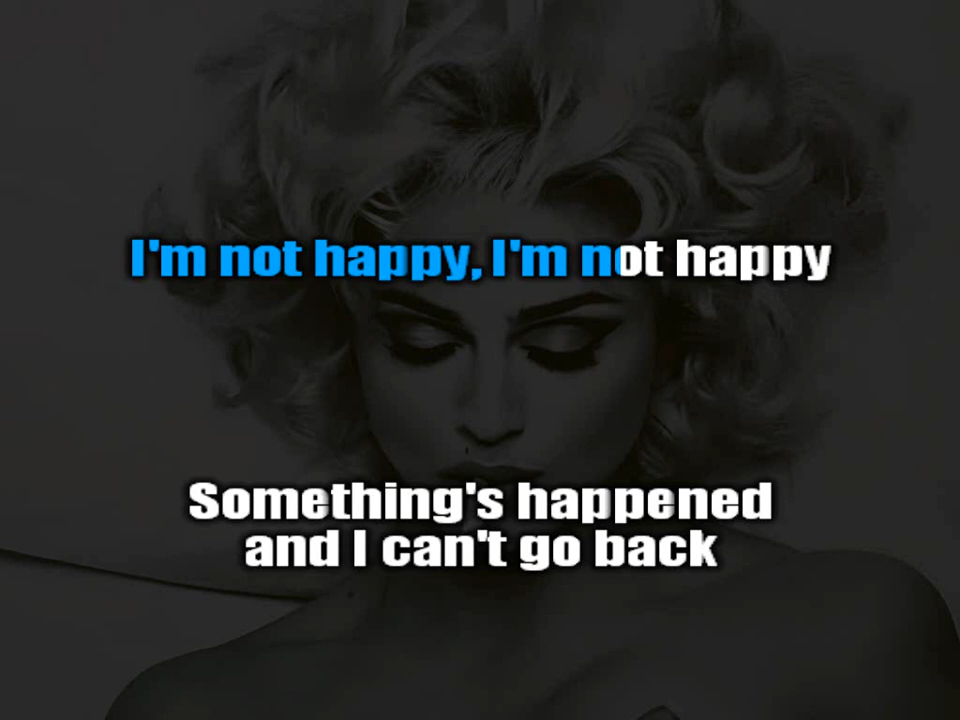 I'm not happy, I'm not happy
Something's happened
and I can't go back